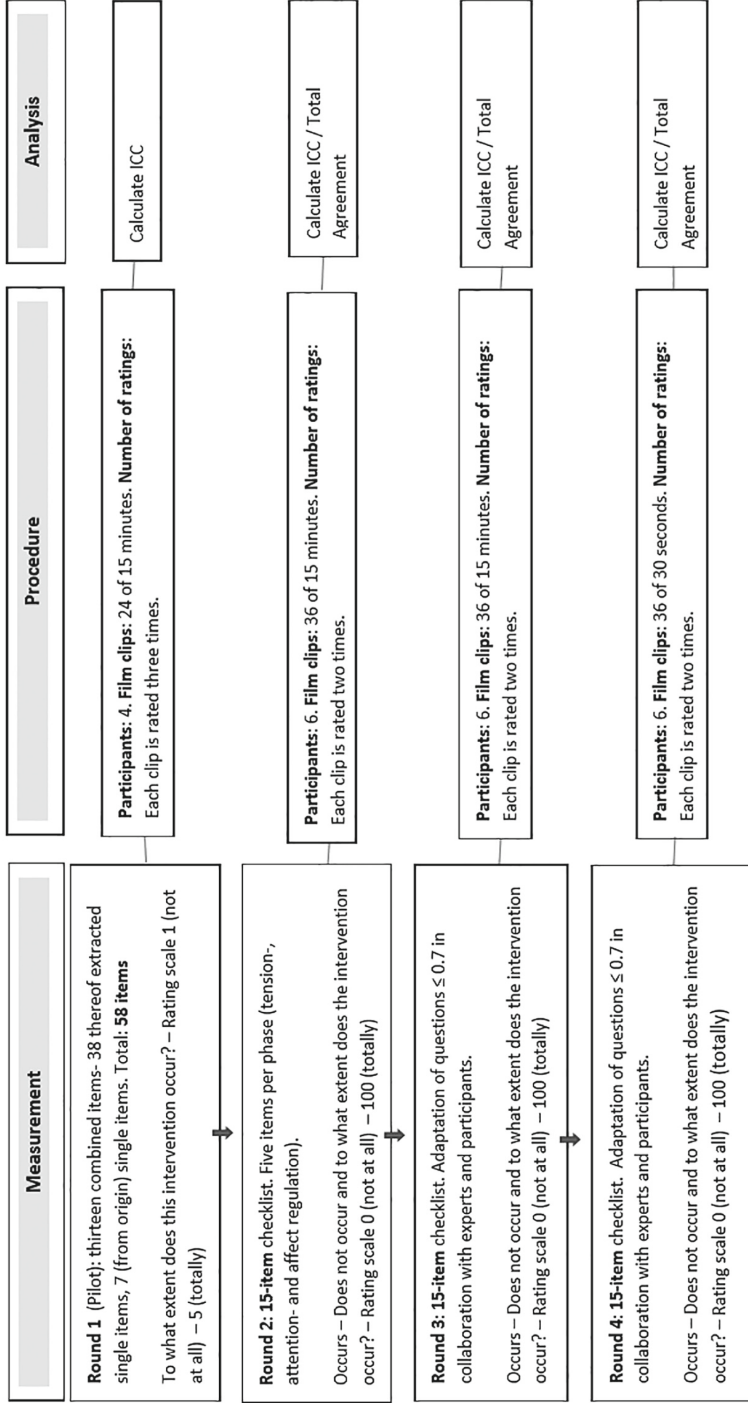 Measurement
Procedure
Analysis
Round 1 (Pilot): thirteen combined items- 38 thereof extracted
single items, 7 (from origin) single items. Total: 58 items
To what extent does this intervention occur? – Rating scale 1 (not
at all) – 5 (totally)
Participants: 4. Film clips: 24 of 15 minutes. Number of ratings:
Each clip is rated three times.
Calculate ICC
Round 2: 15-item checklist. Five items per phase (tension-,
attention- and affect regulation).
Occurs – Does not occur and to what extent does the intervention
occur? – Rating scale 0 (not at all) – 100 (totally)
Participants: 6. Film clips: 36 of 15 minutes. Number of ratings:
Each clip is rated two times.
Calculate ICC / Total
Agreement
Round 3: 15-item checklist. Adaptation of questions ≤ 0.7 in
collaboration with experts and participants.
Occurs – Does not occur and to what extent does the intervention
occur? – Rating scale 0 (not at all) – 100 (totally)
Participants: 6. Film clips: 36 of 15 minutes. Number of ratings:
Each clip is rated two times.
Calculate ICC / Total
Agreement
Round 4: 15-item checklist. Adaptation of questions ≤ 0.7 in
collaboration with experts and participants.
Occurs – Does not occur and to what extent does the intervention
occur? – Rating scale 0 (not at all) – 100 (totally)
Participants: 6. Film clips: 36 of 30 seconds. Number of ratings:
Each clip is rated two times.
Calculate ICC / Total
Agreement